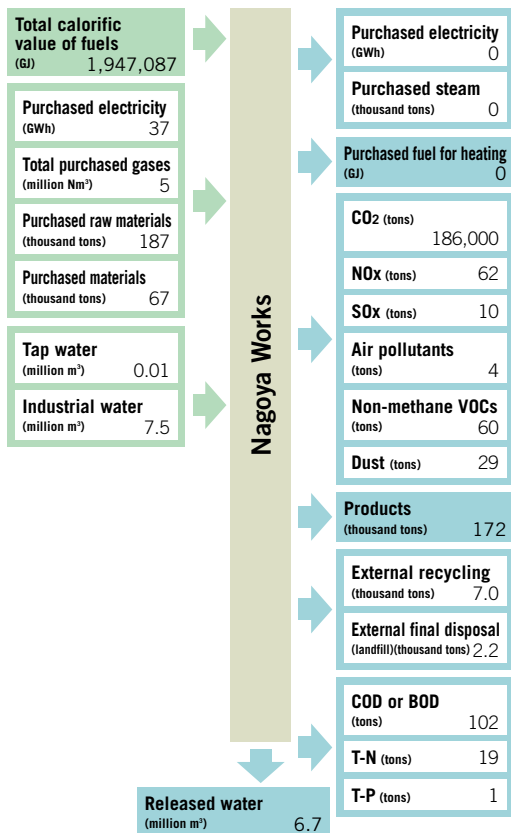 Total calorific
value of fuels
(GJ) 1,947,087
Purchased electricity
(GWh) 37
Total purchased gases
(million Nm³) 5
Purchased raw materials
(thousand tons) 187
Purchased materials
(thousand tons) 67
Tap water
(million m³) 0.01
Industrial water
(million m³) 7.5
Nagoya Works
Purchased electricity
(GWh) 0
Purchased steam
(thousand tons) 0
Purchased fuel for heating
(GJ) 0
CO2 (tons)
186,000
NOx (tons) 62
SOx (tons) 10
Air pollutants
(tons) 4
Non-methane VOCs
(tons) 60
Dust (tons) 29
Products
(thousand tons) 172
External recycling
(thousand tons) 7.0
External final disposal
(landfill)(thousand tons) 2.2
COD or BOD
(tons) 102
T-N (tons) 19
T-P (tons) 1
Released water
(million m³) 6.7